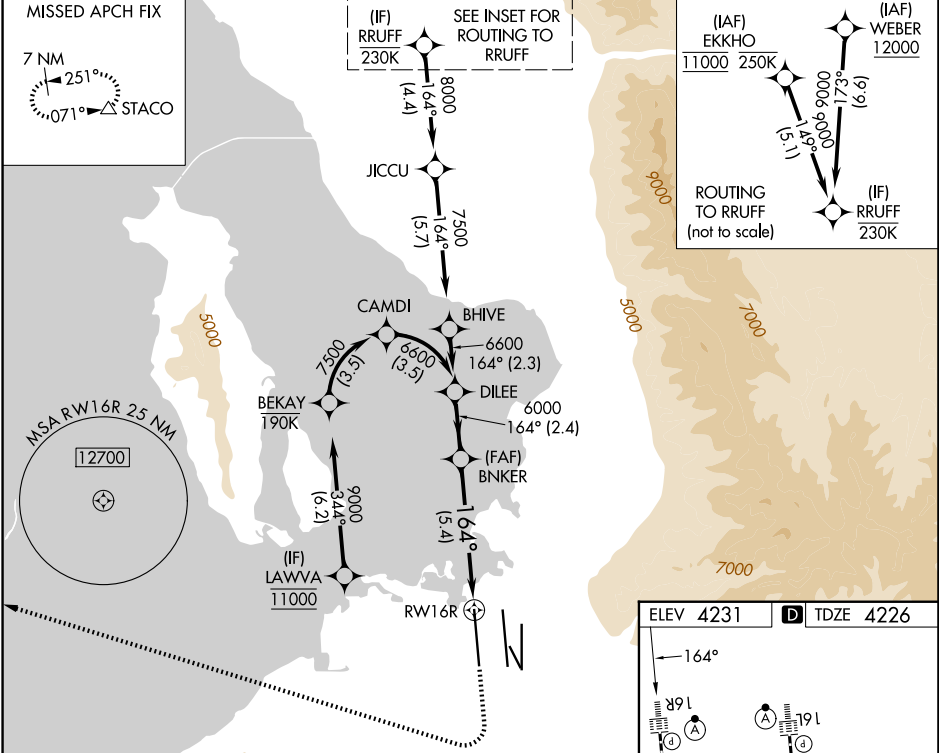 MISSED APCH FIX
7 NM
251°
071°
STACO
(IF)
RRUFF
230K
SEE INSET FOR
ROUTING TO
RRUFF
8000
164°
(4.4)
JICCU
7500
164°
(5.7)
(IAF)
EKKHO
11000 250K
(IAF)
WEBER
12000
9000
173°
(6.6)
9000
149°
(5.1)
ROUTING
TO RRUFF
(not to scale)
(IF)
RRUFF
230K
9000
5000
7000
7000
5000
CAMDI
BHIVE
7500
(3.5)
6600
(3.5)
6600
164° (2.3)
DILEE
BEKAY
190K
6000
164° (2.4)
(FAF)
BNKER
MSA RW16R 25 NM
12700
9000
344°
(6.2)
164°
(5.4)
(IF)
LAWVA
11000
RW16R
ELEV 4231
D
TDZE 4226
164°
16R
A
P
A
16L
P